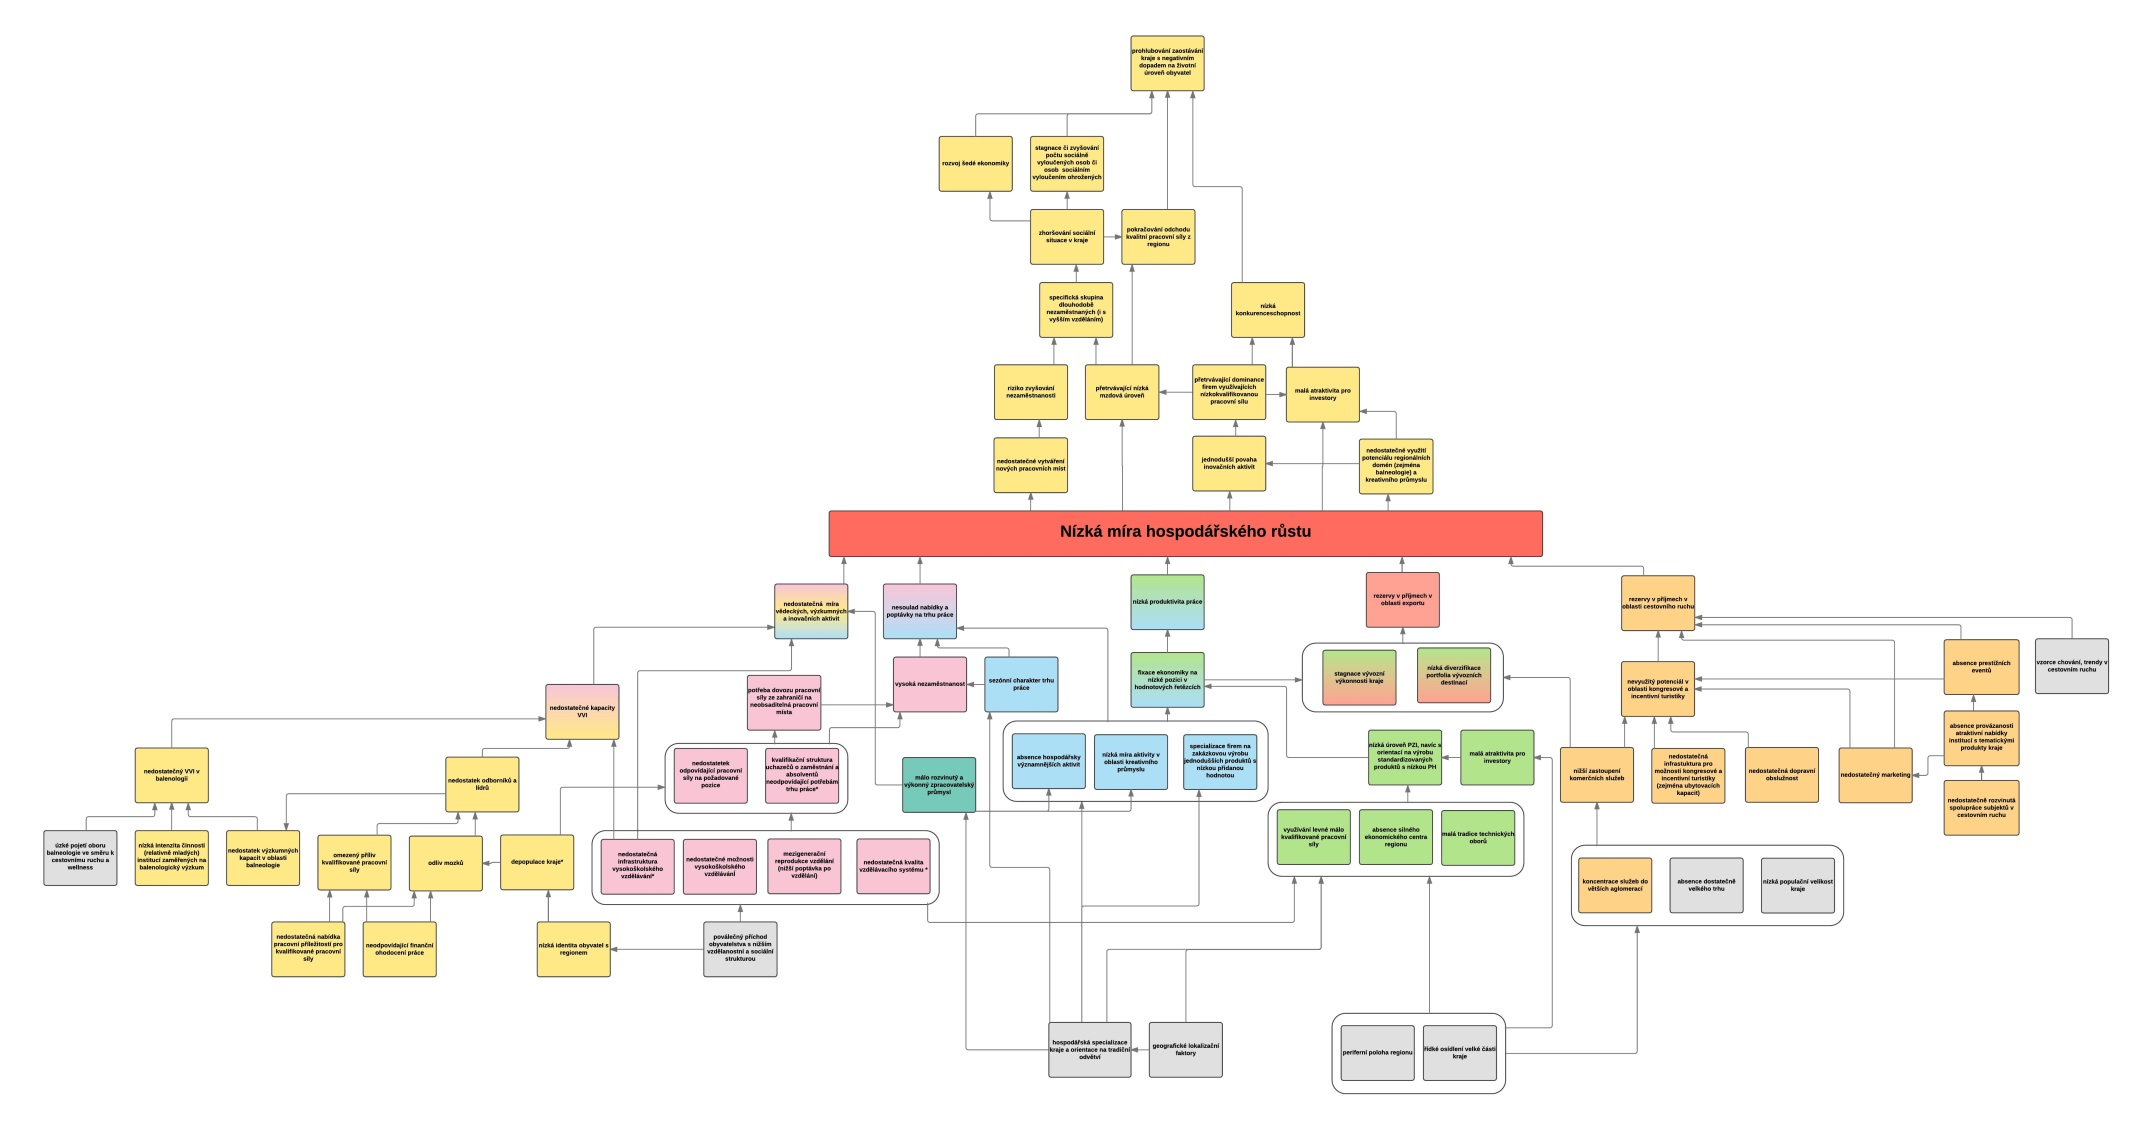 prohlubování zaostávání
kraje s negativním
dopadem na životní
úroveň obyvatel
rozvoj šedé ekonomiky
stagnace či zvyšování
počtu sociálně
vyloučených osob či
osob sociálním
vyloučením ohrožených
zhoršování sociální
situace v kraje
pokračování odchodu
kvalitní pracovní síly z
regionu
specifická skupina
dlouhodobě
nezaměstnaných (i s
vyšším vzděláním)
nízká
konkurenceschopnost
riziko zvyšování
nezaměstnanosti
přetrvávající nízká
mzdová úroveň
přetrvávající dominance
firem využívajících
nízkokvalifikovanou
pracovní sílu
malá atraktivita pro
investory
nedostatečné vytváření
nových pracovních míst
jednodušší povaha
inovačních aktivit
nedostatečné využití
potenciálu regionálních
domén (zejména
balneologie) a
kreativního průmyslu
Nízká míra hospodářského růstu
nedostatečná míra
vědeckých, výzkumných
a inovačních aktivit
nesoulad nabídky a
poptávky na trhu práce
nízká produktivita práce
rezervy v příjmech v
oblasti exportu
rezervy v příjmech v
oblasti cestovního ruchu
nedostatečné kapacity
VVI
potřeba dovozu pracovní
síly ze zahraničí na
neobsaditelná pracovní
místa
vysoká nezaměstnanost
sezónní charakter trhu
práce
fixace ekonomiky na
nízké pozici v
hodnotových řetězcích
stagnace vývozní
výkonnosti kraje
nízká diverzifikace
portfolia vývozních
destinací
nevyužitý potenciál v
oblasti kongresové a
incentivní turistiky
absence prestižních
eventů
vzorce chování, trendy v
cestovním ruchu
nedostatečný VVI v
balenologii
nedostatek odborníků a
lídrů
nedostatetek
odpovídající pracovní
síly na požadované
pozice
kvalifikační struktura
uchazečů o zaměstnání a
absolventů
neodpovídající potřebám
trhu práce*
málo rozvinutý a
výkonný zpracovatelský
průmysl
absence hospodářsky
významnějších aktivit
nízká míra aktivity v
oblasti kreativního
průmyslu
specializace firem na
zakázkovou výrobu
jednodušších produktů s
nízkou přidanou
hodnotou
nízká úroveň PZI, navíc s
orientací na výrobu
standardizovaných
produktů s nízkou PH
malá atraktivita pro
investory
nižší zastoupení
komerčních služeb
nedostatečná
infrastuktura pro
možnosti kongresové a
incentivní turistiky
(zejména ubytovacích
kapacit)
nedostatečná dopravní
obslužnost
nedostatečný marketing
absence provázanosti
atraktivní nabídky
institucí s tematickými
produkty kraje
nedostatečně rozvinutá
spolupráce subjektů v
cestovním ruchu
úzké pojetí oboru
balneologie ve směru k
cestovnímu ruchu a
wellness
nízká intenzita činnosti
(relativně mladých)
institucí zaměřených na
balenologický výzkum
nedostatek výzkumných
kapacit v oblasti
balneologie
omezený příliv
kvalifikované pracovní
síly
odliv mozků
depopulace kraje*
nedostatečná
infrastruktura
vysokoškolského
vzdělávání*
nedostatečné možnosti
vysokoškolského
vzdělávání
mezigenerační
reprodukce vzdělání
(nižší poptávka po
vzdělání)
nedostatečná kvalita
vzdělávacího systému *
využívání levné málo
kvalifikované pracovní
síly
absence silného
ekonomického centra
regionu
malá tradice technických
oborů
koncentrace služeb do
větších aglomerací
absence dostatečně
velkého trhu
nízká populační velikost
kraje
nedostatečná nabídka
pracovní příležitostí pro
kvalifikované pracovní
síly
neodpovídající finanční
ohodocení práce
nízká identita obyvatel s
regionem
poválečný příchod
obyvatelstva s nižším
vzdělanostní a sociální
strukturou
hospodářská specializace
kraje a orientace na tradiční
odvětví
geografické lokalizační
faktory
periferní poloha regionu
řídké osídlení velké části
kraje